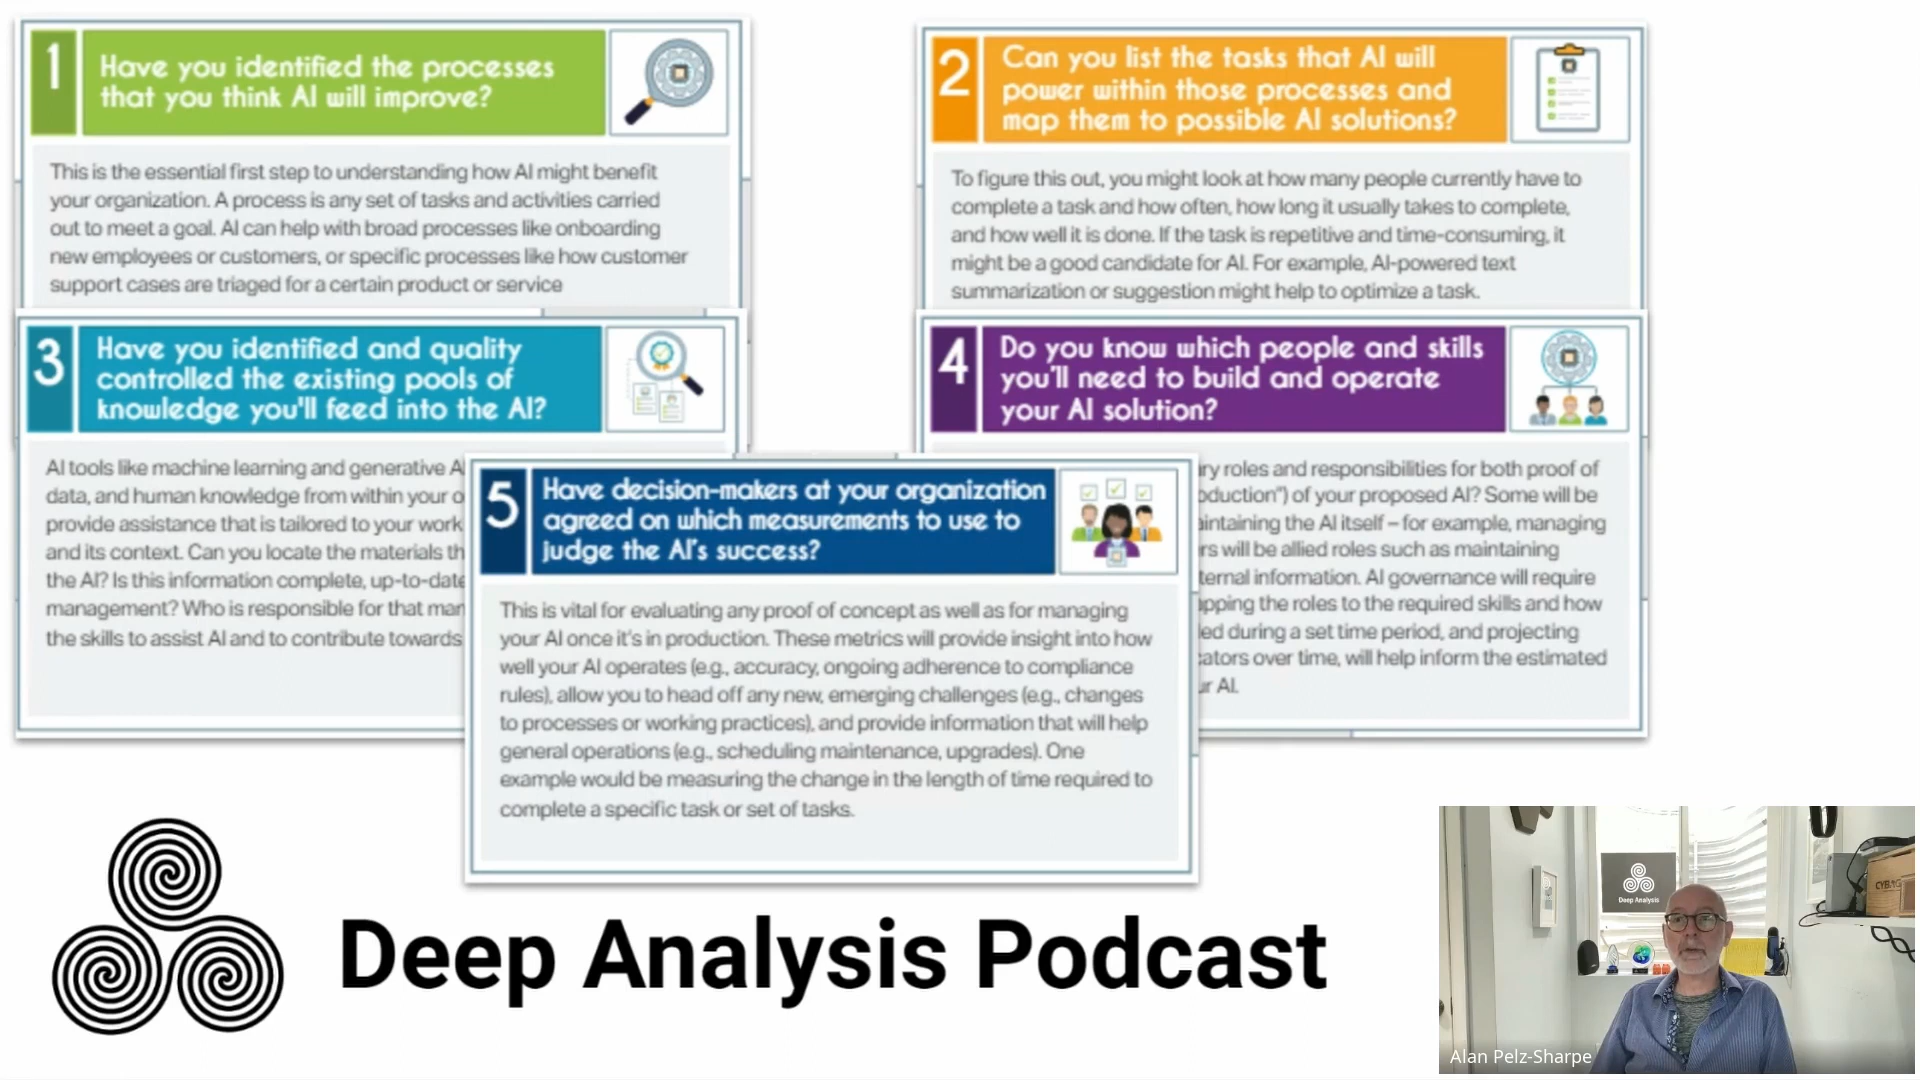 1
Have you identified the processes
that you think AI will improve?
This is the essential first step to understanding how AI might benefit
your organization. A process is any set of tasks and activities carried
out to meet a goal. AI can help with broad processes like onboarding
new employees or customers, or specific processes like how customer
support cases are triaged for a certain product or service
2
Can you list the tasks that AI will
power within those processes and
map them to possible AI solutions?
To figure this out, you might look at how many people currently have to
complete a task and how often, how long it usually takes to complete,
and how well it is done. If the task is repetitive and time-consuming, it
might be a good candidate for AI. For example, AI-powered text
summarization or suggestion might help to optimize a task.
3
Have you identified and quality
controlled the existing pools of
knowledge you'll feed into the AI?
AI tools like machine learning and generative
data, and human knowledge from within your
provide assistance that is tailored to your work
and its context. Can you locate the materials
the AI? Is this information complete, up-to-date
management? Who is responsible for that
the skills to assist AI and to contribute towards
4
Do you know which people and skills
you'll need to build and operate
your AI solution?
roles and responsibilities for both proof of
of your proposed AI? Some will be
the AI itself – for example, managing
will be allied roles such as maintaining
information. AI governance will require
the roles to the required skills and how
during a set time period, and projecting
over time, will help inform the estimated
AI.
5
Have decision-makers at your organization
agreed on which measurements to use to
judge the AI's success?
This is vital for evaluating any proof of concept as well as for managing
your AI once it's in production. These metrics will provide insight into how
well your AI operates (e.g., accuracy, ongoing adherence to compliance
rules), allow you to head off any new, emerging challenges (e.g., changes
to processes or working practices), and provide information that will help
general operations (e.g., scheduling maintenance, upgrades). One
example would be measuring the change in the length of time required to
complete a specific task or set of tasks.
Deep Analysis Podcast
Deep Analysis
Alan Pelz-Sharpe